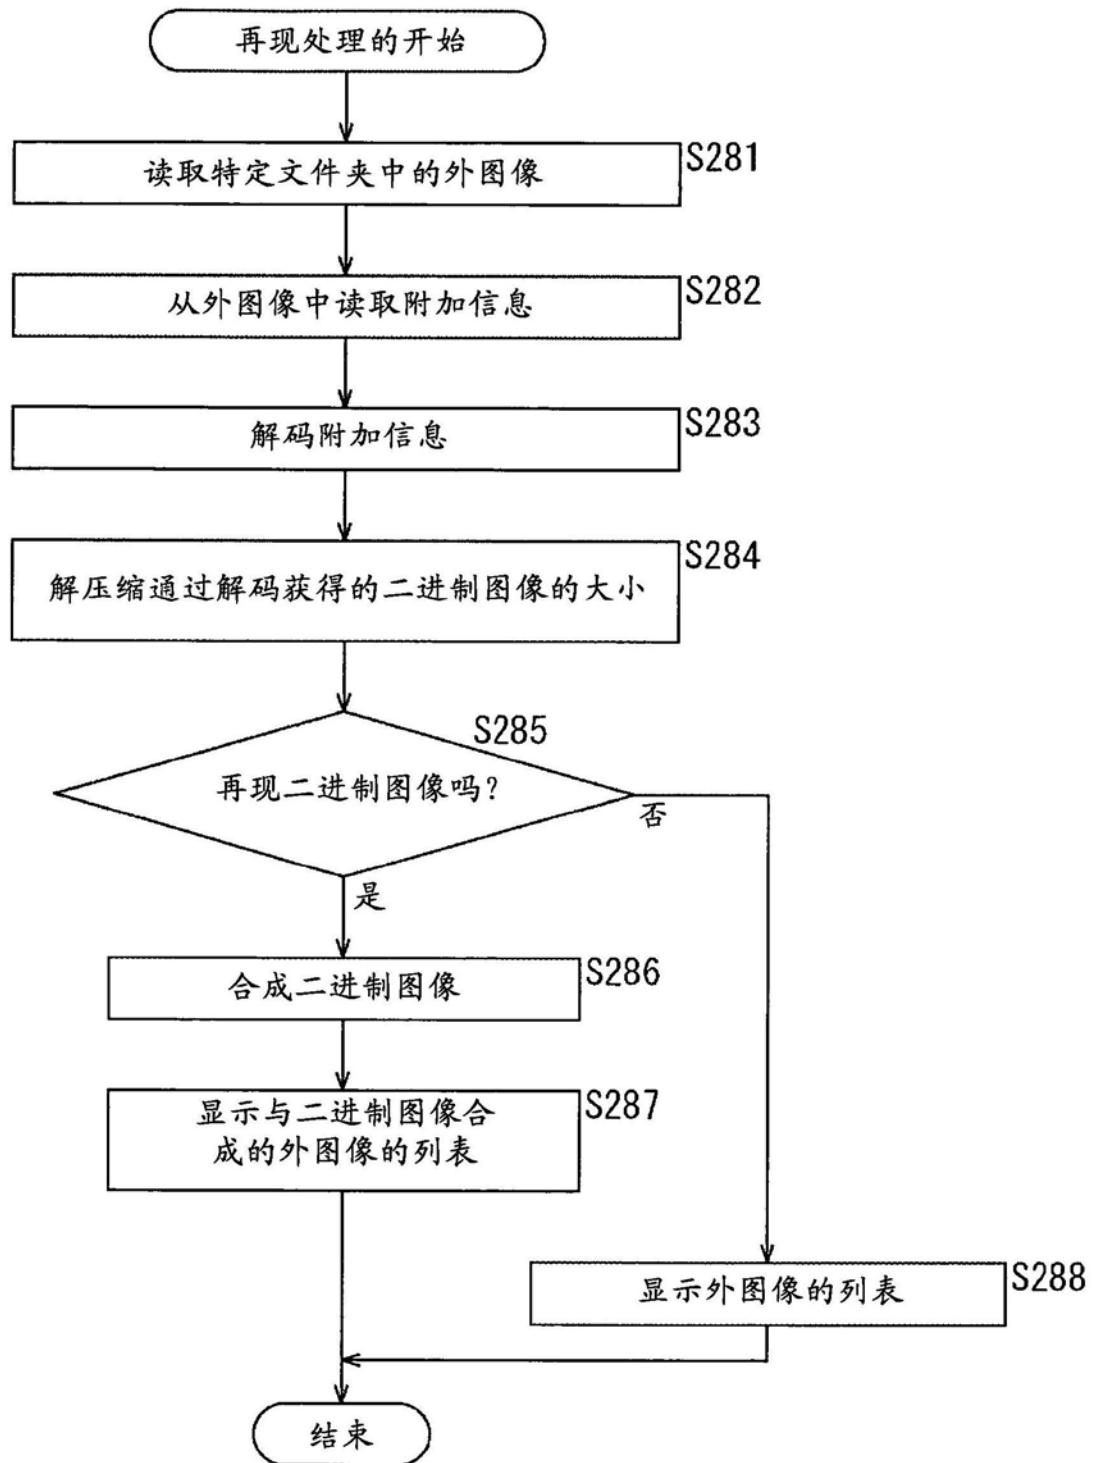 再现处理的开始
S281
读取特定文件夹中的外图像
S282
从外图像中读取附加信息
S283
解码附加信息
S284
解压缩通过解码获得的二进制图像的大小
S285
再现二进制图像吗?
否
是
S286
合成二进制图像
S287
显示与二进制图像合
成的外图像的列表
S288
显示外图像的列表
结束